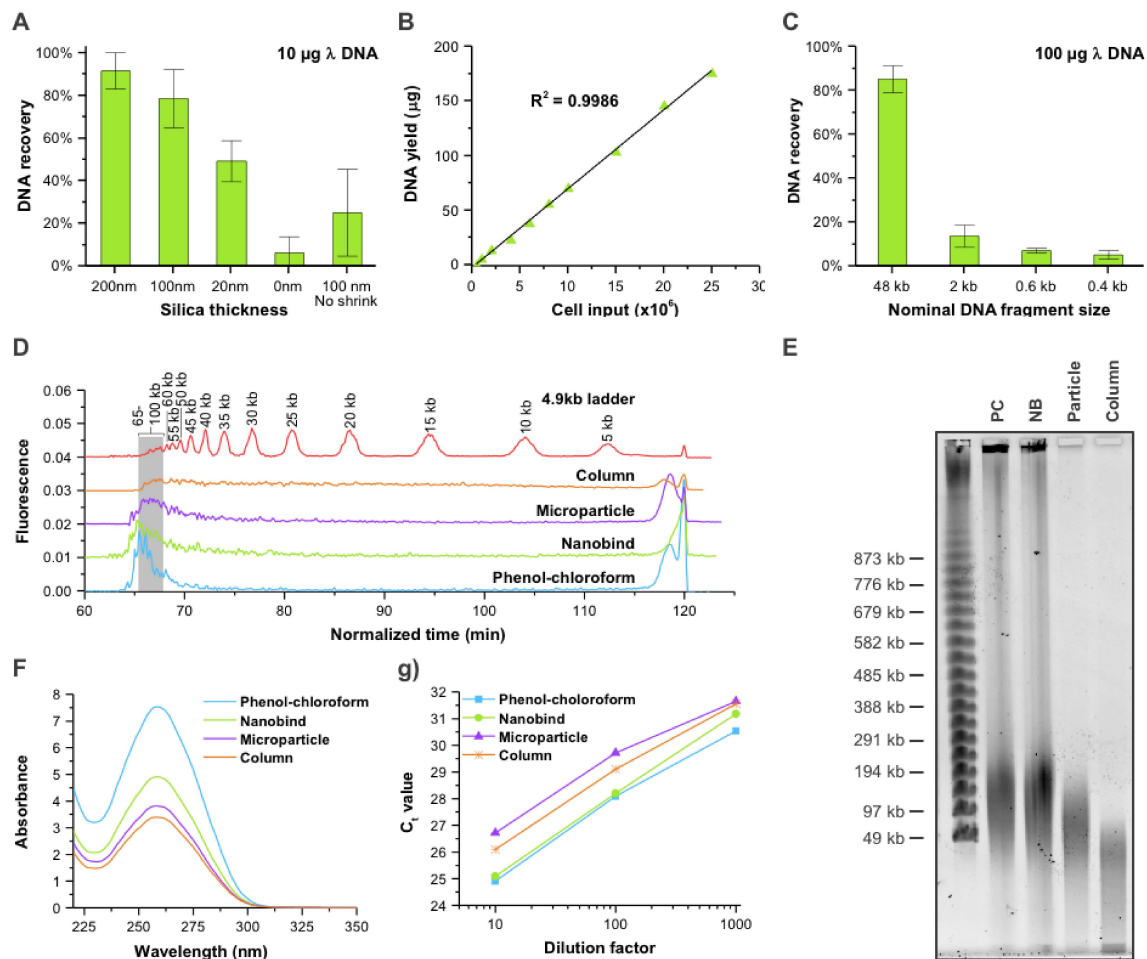 A
10 µg λ DNA
DNA recovery
100%
80%
60%
40%
20%
0%
200nm
100nm
20nm
0nm
100 nm
No shrink
Silica thickness
B
R² = 0.9986
DNA yield (µg)
200
150
100
50
0
0
5
10
15
20
25
Cell input (x10⁶)
C
100 µg λ DNA
DNA recovery
100%
80%
60%
40%
20%
0%
48 kb
2 kb
0.6 kb
0.4 kb
Nominal DNA fragment size
D
Fluorescence
0.06
0.05
0.04
0.03
0.02
0.01
0.00
65-
100 kb
60 kb
55 kb
50 kb
45 kb
40 kb
35 kb
30 kb
25 kb
20 kb
15 kb
10 kb
5 kb
4.9kb ladder
Column
Microparticle
Nanobind
Phenol-chloroform
60
70
80
90
100
110
120
Normalized time (min)
E
PC
NB
Particle
Column
873 kb
776 kb
679 kb
582 kb
485 kb
388 kb
291 kb
194 kb
97 kb
49 kb
F
Absorbance
8
7
6
5
4
3
2
1
0
Phenol-chloroform
Nanobind
Microparticle
Column
225
250
275
300
325
350
Wavelength (nm)
g)
Cₜ value
32
31
30
29
28
27
26
25
24
Phenol-choloroform
Nanobind
Microparticle
Column
10
100
1000
Dilution factor